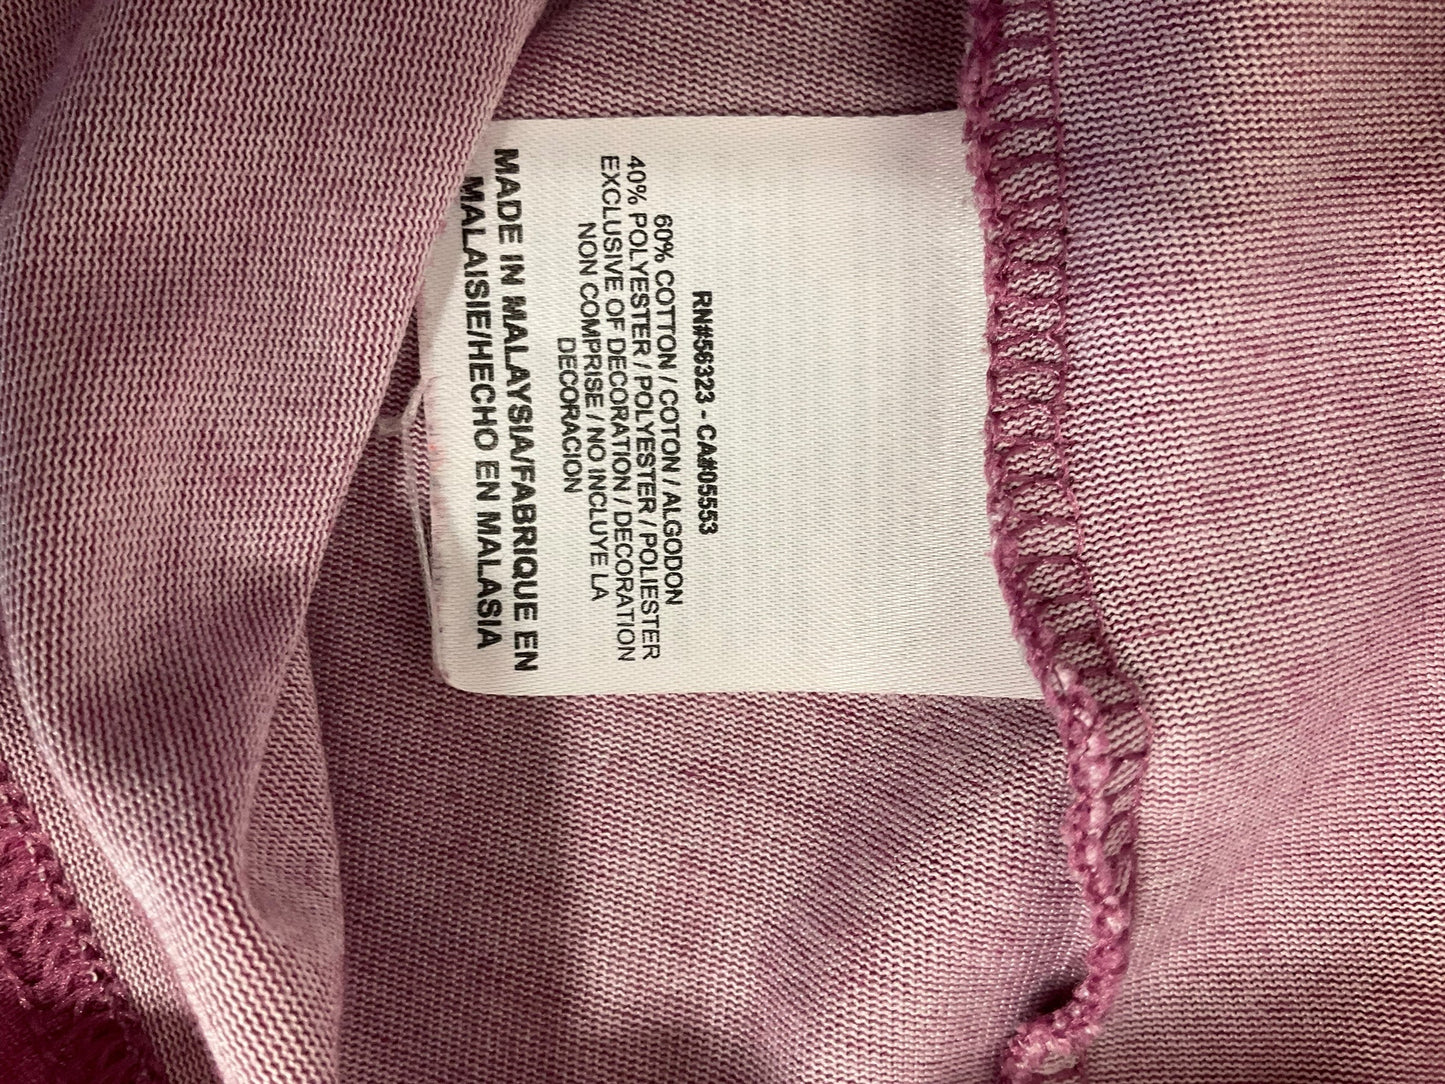 RN#56323 - CA#05553
60% COTTON / COTON / ALGODON
40% POLYESTER / POLYESTER / POLIESTER
EXCLUSIVE OF DECORATION / DECORATION
NON COMPRISE / NO INCLUYE LA
DECORACION
MADE IN MALAYSIA/FABRIQUE EN
MALAISIE/HECHO EN MALASIA